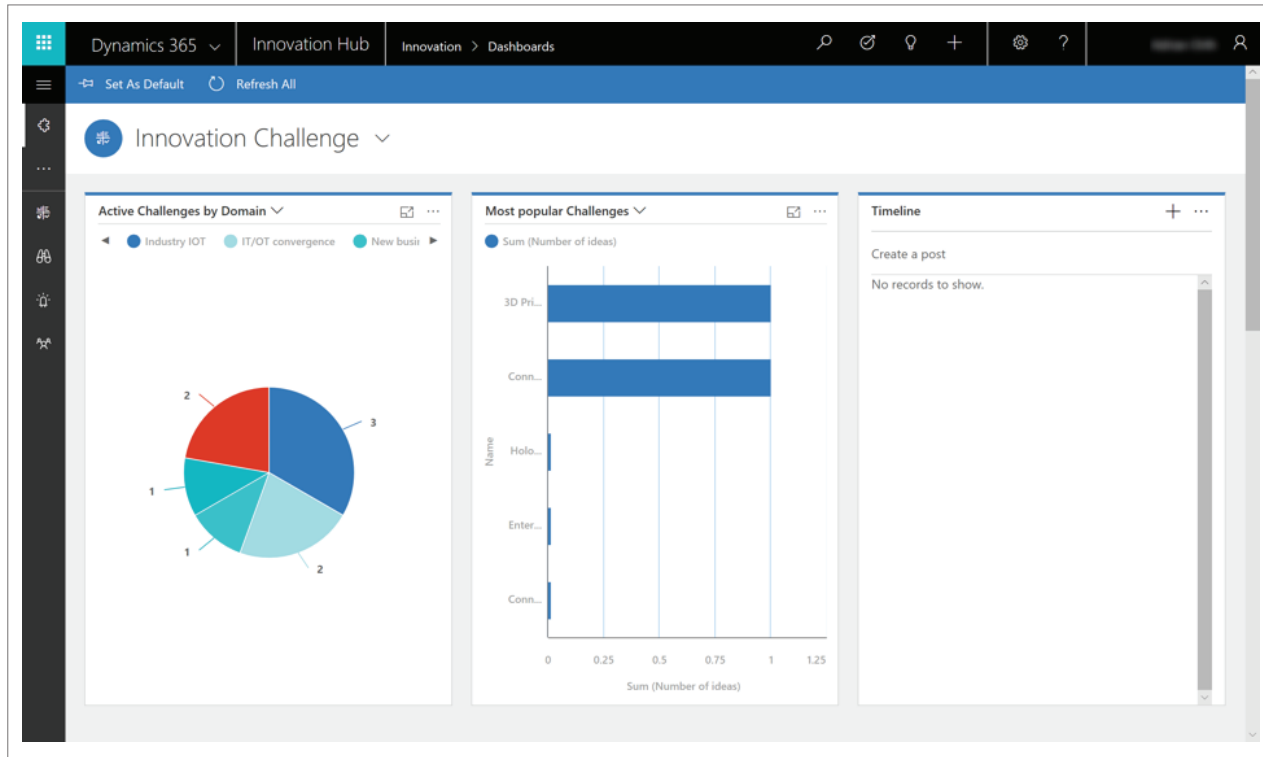 Dynamics 365 Innovation Hub Innovation > Dashboards ?
Set As Default Refresh All
Innovation Challenge
Active Challenges by Domain
Industry IOT IT/OT convergence New busi
2
3
1
1
2
Most popular Challenges
Sum (Number of ideas)
3D Pri...
Conn...
Holo...
Enter...
Conn...
Name
0 0.25 0.5 0.75 1 1.25
Sum (Number of ideas)
Timeline
Create a post
No records to show.